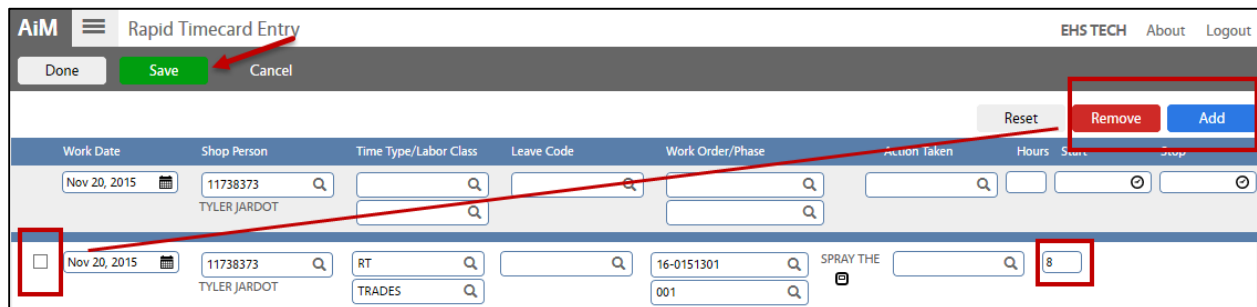 AiM Rapid Timecard Entry EHS TECH About Logout
Done Save Cancel
Reset Remove Add
Work Date Shop Person Time Type/Labor Class Leave Code Work Order/Phase Action Taken Hours Start Stop
Nov 20, 2015 11738373
TYLER JARDOT
Nov 20, 2015 11738373 RT 16-0151301 SPRAY THE 8
TYLER JARDOT TRADES 001